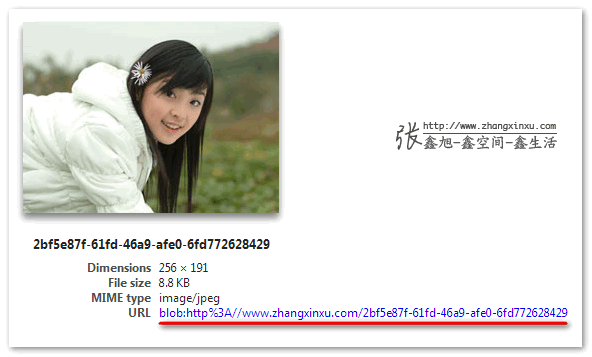 张
http://www.zhangxinxu.com
鑫旭-鑫空间-鑫生活
2bf5e87f-61fd-46a9-afe0-6fd772628429
Dimensions 256 × 191
File size 8.8 KB
MIME type image/jpeg
URL blob:http%3A//www.zhangxinxu.com/2bf5e87f-61fd-46a9-afe0-6fd772628429